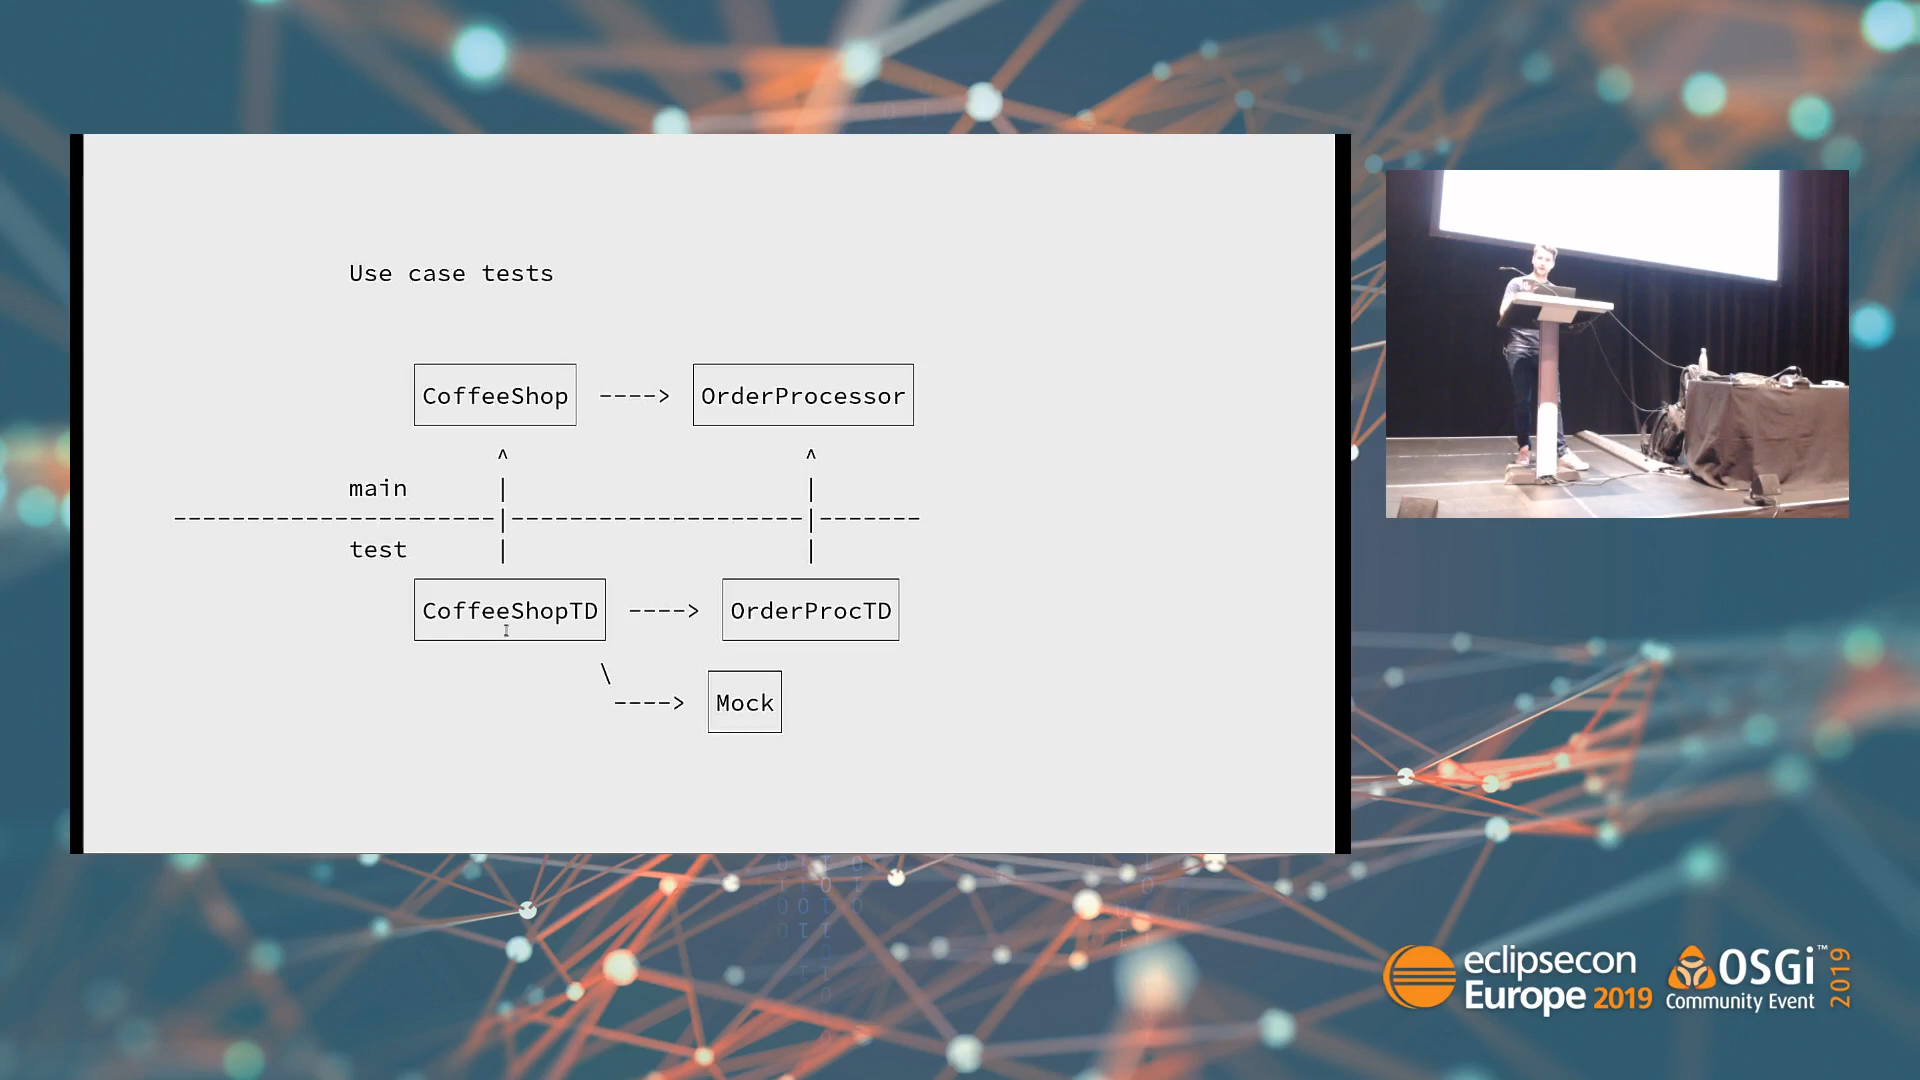 Use case tests
CoffeeShop ----> OrderProcessor
^ ^
main | |
----------------------|--------------------|-------
test | |
CoffeeShopTD ----> OrderProcTD
\
----> Mock
eclipsecon
Europe 2019
OSGi™
Community Event
2019